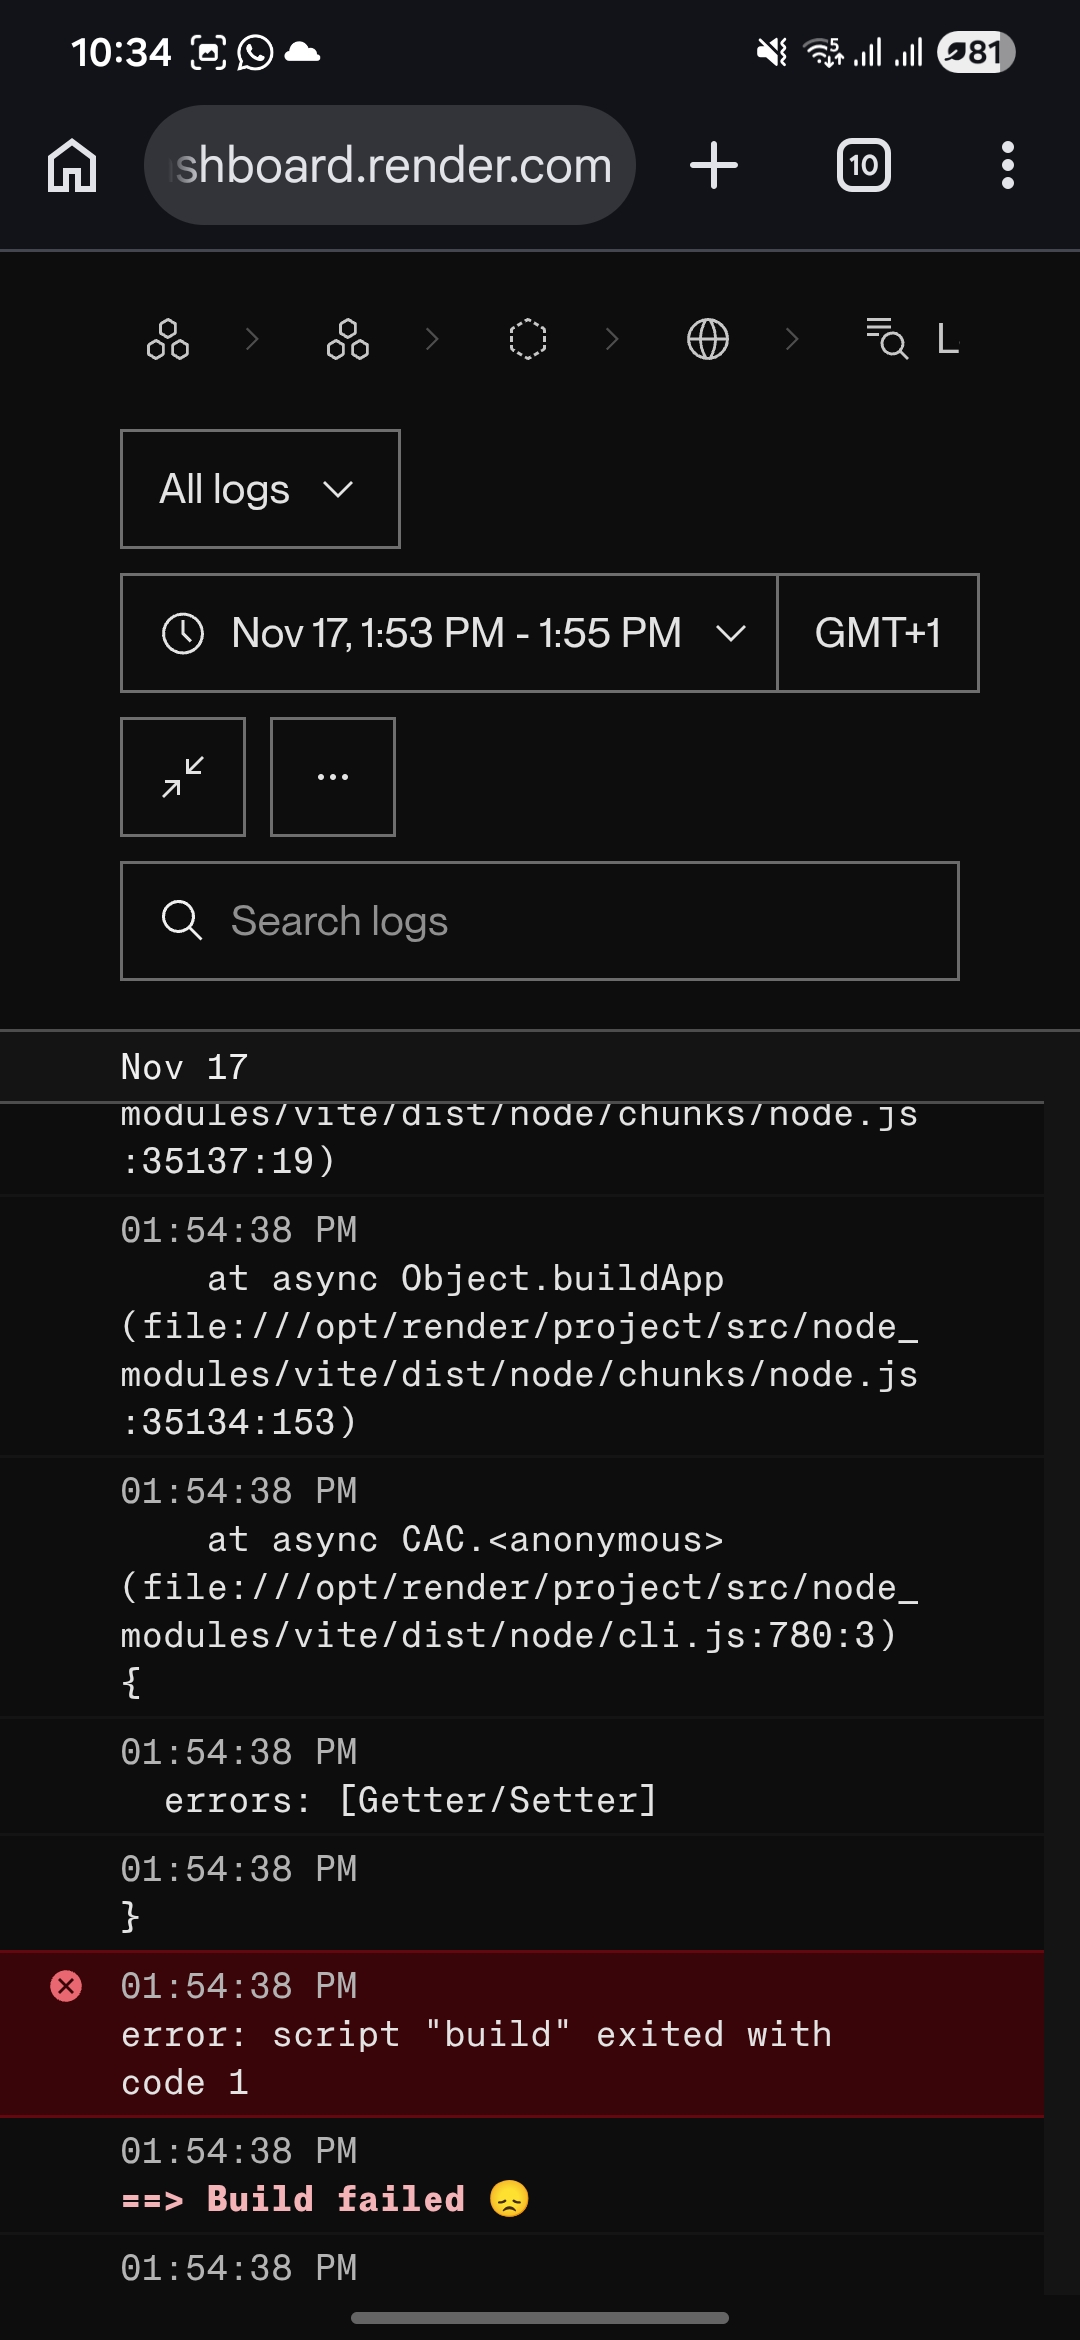 10:34
5
81
shboard.render.com
10
L
All logs
Nov 17, 1:53 PM - 1:55 PM
GMT+1
...
Search logs
Nov 17
modules/vite/dist/node/chunks/node.js
:35137:19)
01:54:38 PM
at async Object.buildApp
(file:///opt/render/project/src/node_
modules/vite/dist/node/chunks/node.js
:35134:153)
01:54:38 PM
at async CAC.<anonymous>
(file:///opt/render/project/src/node_
modules/vite/dist/node/cli.js:780:3)
{
01:54:38 PM
errors: [Getter/Setter]
01:54:38 PM
}
01:54:38 PM
error: script "build" exited with
code 1
01:54:38 PM
==> Build failed 😞
01:54:38 PM